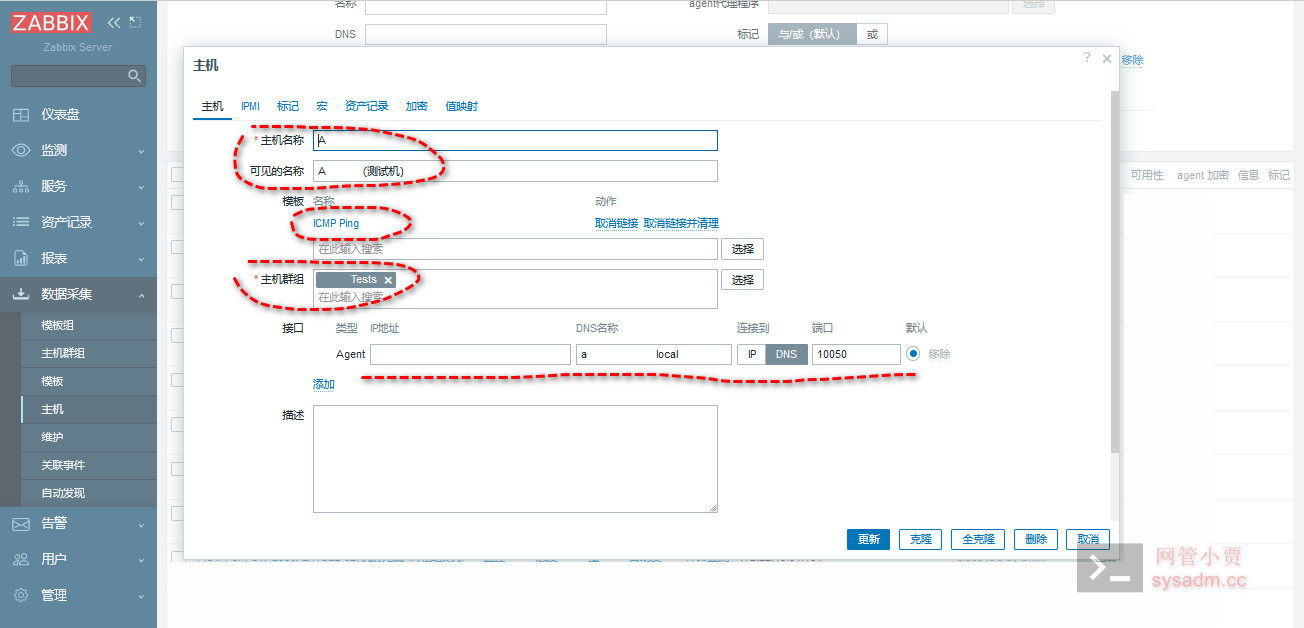 ZABBIX
Zabbix Server
仪表盘
监测
服务
资产记录
报表
数据采集
模板组
主机群组
模板
主机
维护
关联事件
自动发现
告警
用户
管理
名称 agent代理程序 选择
DNS 标记 与/或（默认） 或
移除
可用性 agent 加密 信息 标记
主机 ? ×
主机 IPMI 标记 宏 资产记录 加密 值映射
* 主机名称 A
可见的名称 A (测试机)
模板 名称 动作
ICMP Ping 取消链接 取消链接并清理
在此输入搜索 选择
* 主机群组 Tests × 选择
在此输入搜索
接口 类型 IP地址 DNS名称 连接到 端口 默认
Agent a local IP DNS 10050 移除
添加
描述
更新 克隆 全克隆 删除 取消
网管小贾
sysadm.cc